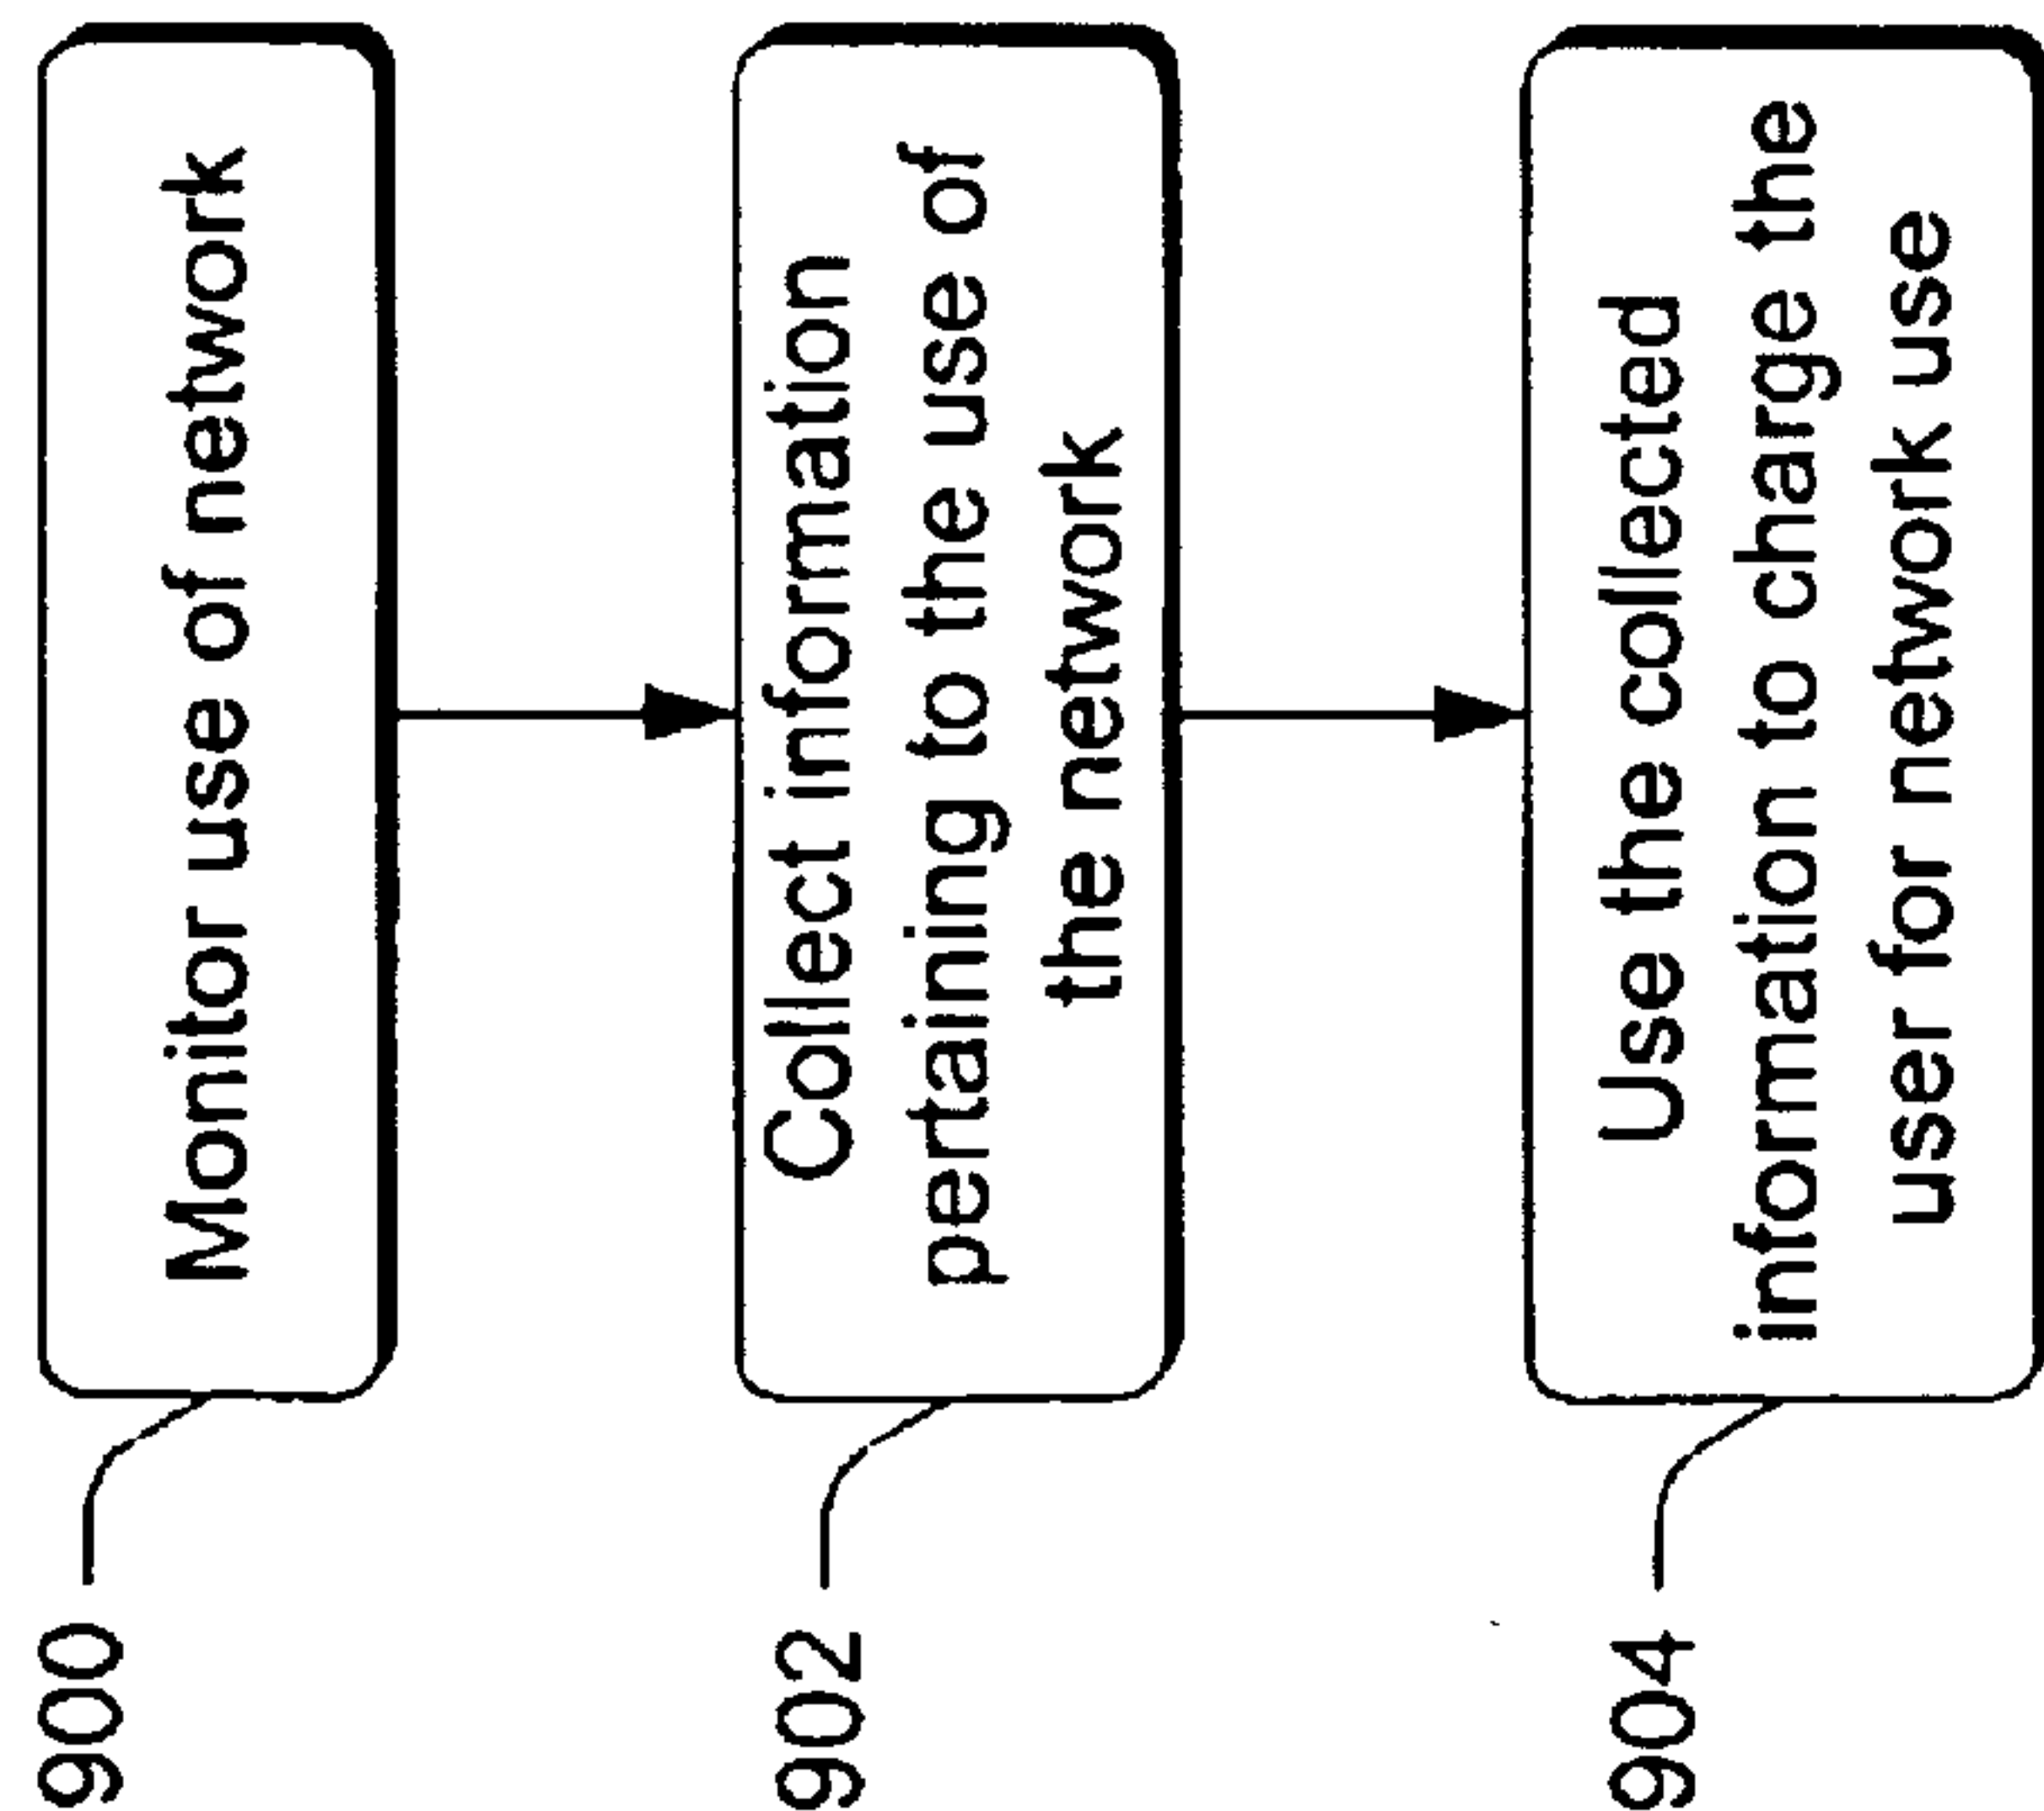 900
Monitor use of network
902
Collect information
pertaining to the use of
the network
904
Use the collected
information to charge the
user for network use